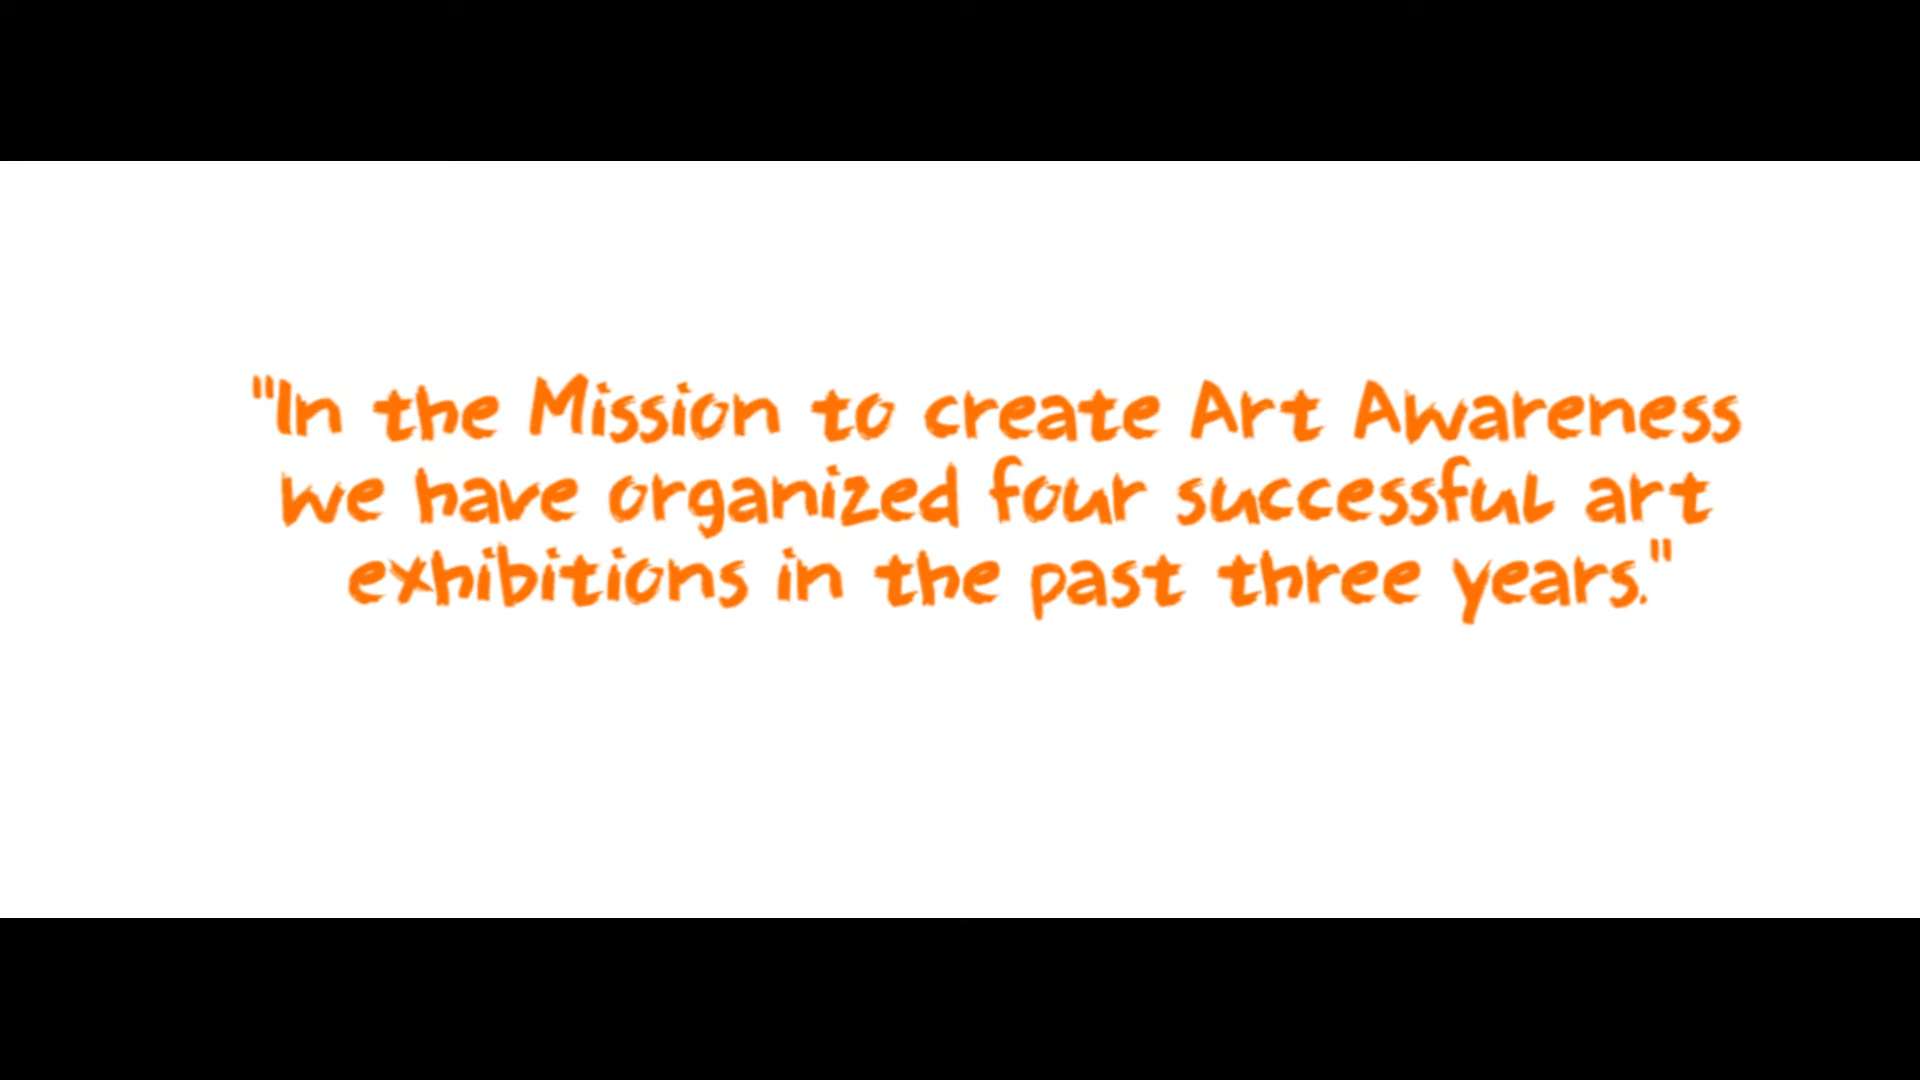 "In the Mission to create Art Awareness
we have organized four successful art
exhibitions in the past three years."